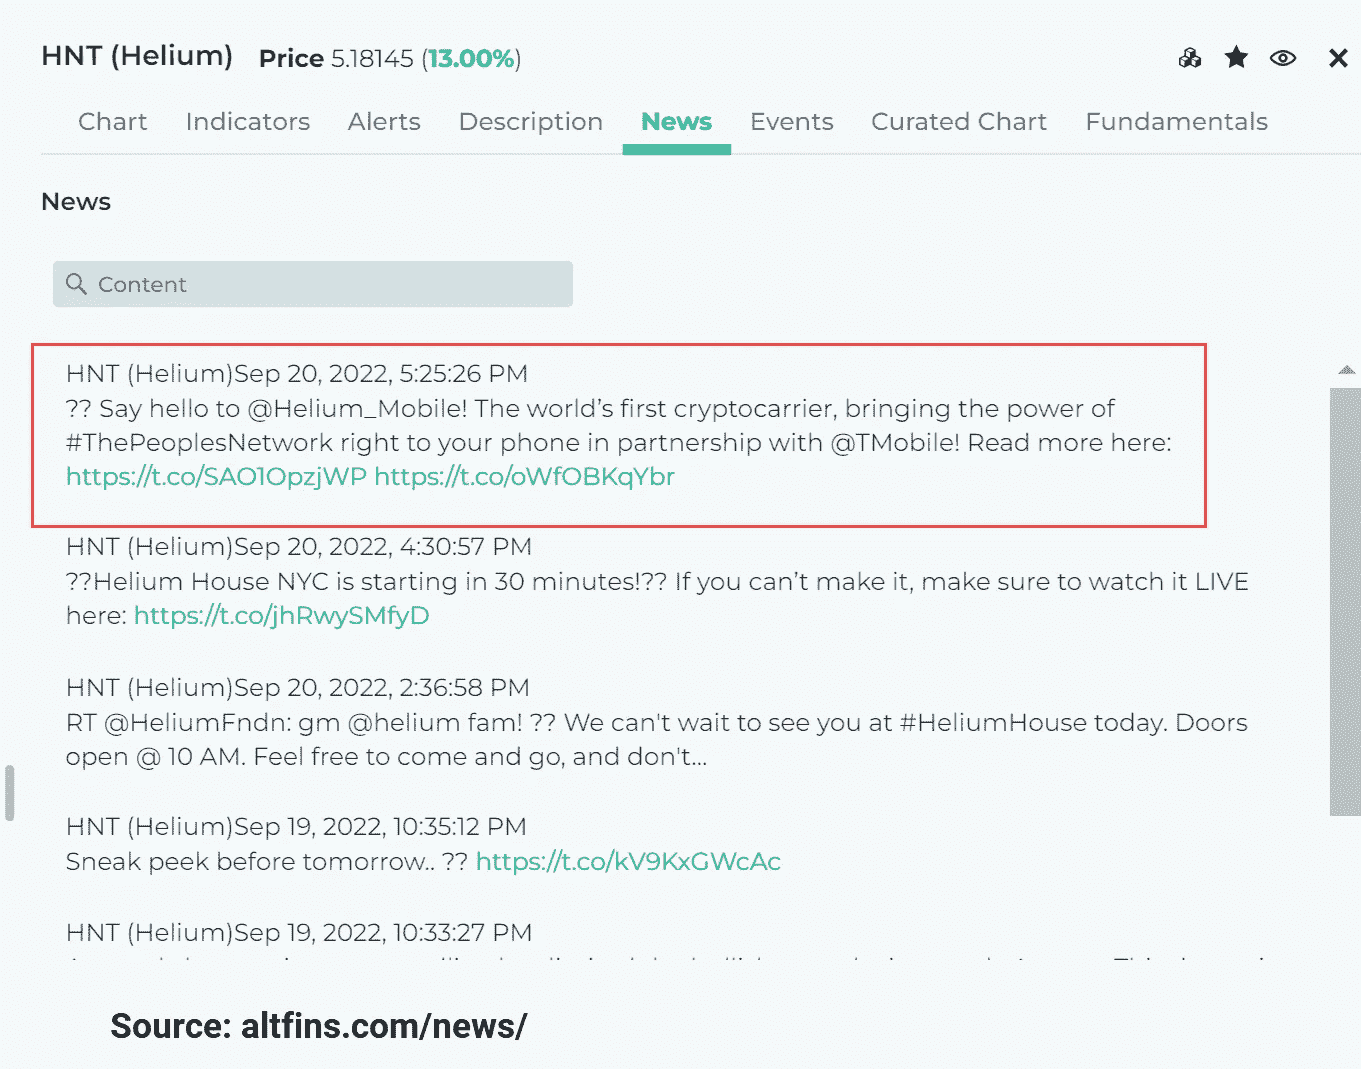 HNT (Helium) Price 5.18145 (13.00%)
Chart Indicators Alerts Description News Events Curated Chart Fundamentals
News
Content
HNT (Helium)Sep 20, 2022, 5:25:26 PM
?? Say hello to @Helium_Mobile! The world’s first cryptocarrier, bringing the power of
#ThePeoplesNetwork right to your phone in partnership with @TMobile! Read more here:
https://t.co/SAO1OpzjWP https://t.co/oWfOBKqYbr
HNT (Helium)Sep 20, 2022, 4:30:57 PM
??Helium House NYC is starting in 30 minutes!?? If you can’t make it, make sure to watch it LIVE
here: https://t.co/jhRwySMfyD
HNT (Helium)Sep 20, 2022, 2:36:58 PM
RT @HeliumFndn: gm @helium fam! ?? We can't wait to see you at #HeliumHouse today. Doors
open @ 10 AM. Feel free to come and go, and don't...
HNT (Helium)Sep 19, 2022, 10:35:12 PM
Sneak peek before tomorrow.. ?? https://t.co/kV9KxGWcAc
HNT (Helium)Sep 19, 2022, 10:33:27 PM
Source: altfins.com/news/